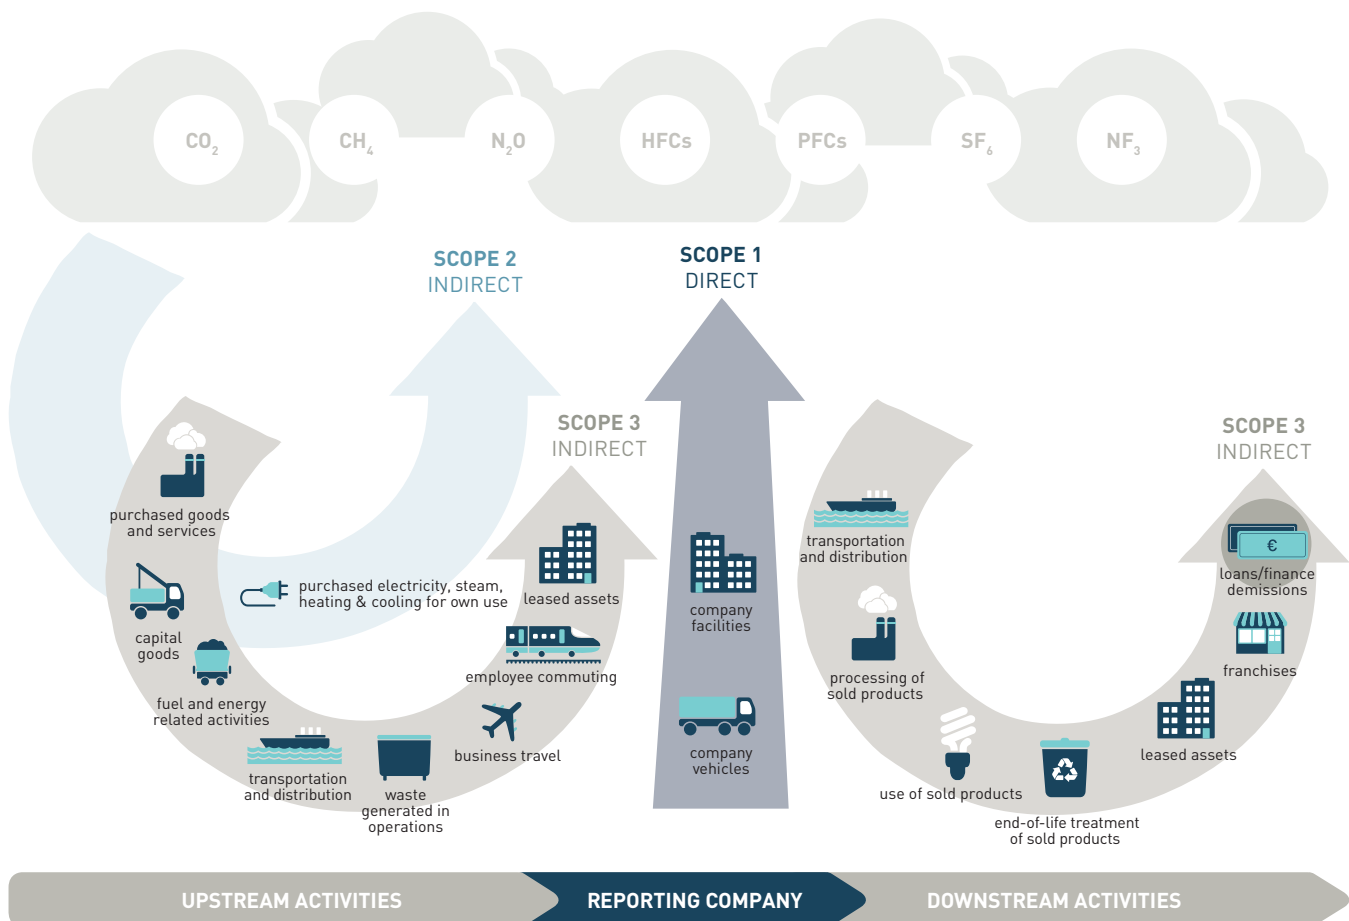 CO₂
CH₄
N₂O
HFCs
PFCs
SF₆
NF₃
SCOPE 2
INDIRECT
SCOPE 1
DIRECT
SCOPE 3
INDIRECT
SCOPE 3
INDIRECT
purchased goods
and services
capital
goods
fuel and energy
related activities
transportation
and distribution
waste
generated in
operations
business travel
employee commuting
leased assets
purchased electricity, steam,
heating & cooling for own use
company
facilities
company
vehicles
transportation
and distribution
processing of
sold products
use of sold products
end-of-life treatment
of sold products
leased assets
franchises
€
loans/finance
demissions
UPSTREAM ACTIVITIES
REPORTING COMPANY
DOWNSTREAM ACTIVITIES